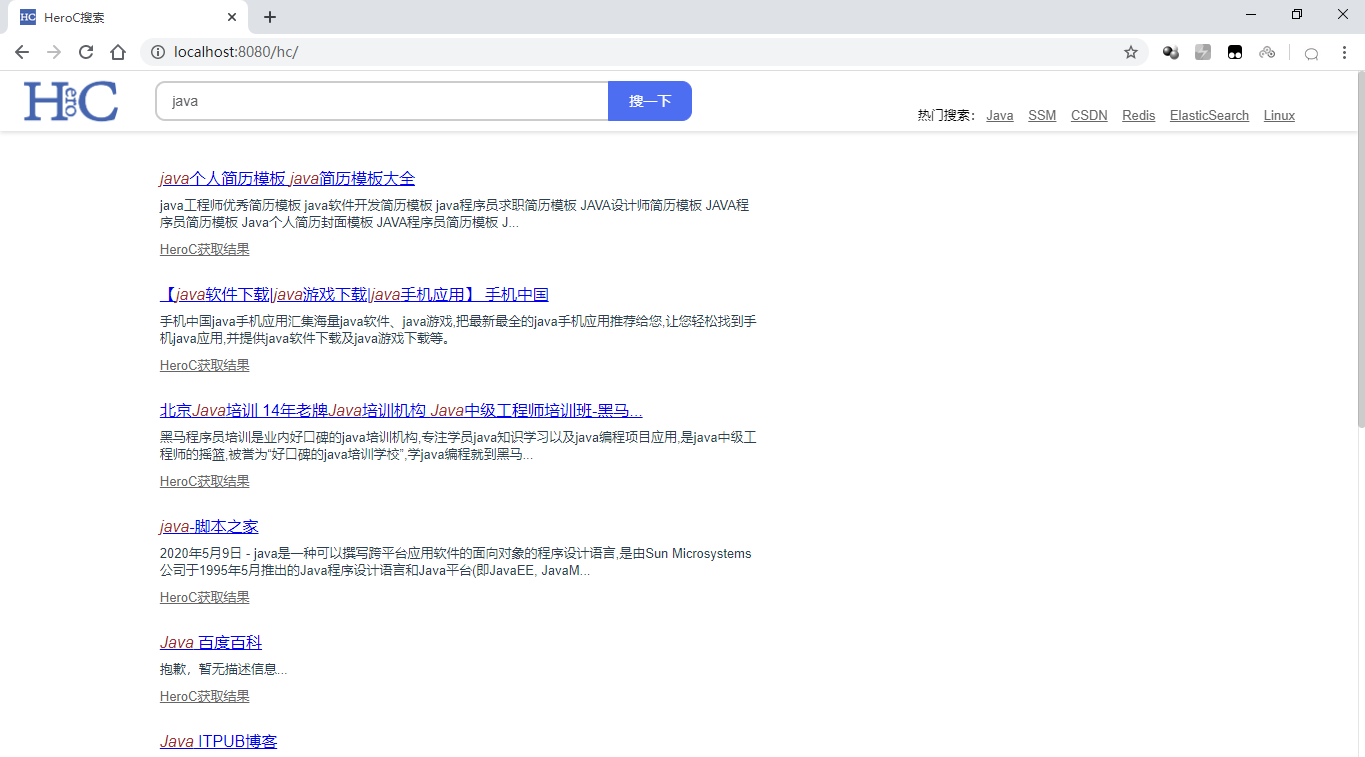 HC HeroC搜索
localhost:8080/hc/
HeroC
java
搜一下
热门搜索: Java SSM CSDN Redis ElasticSearch Linux
java个人简历模板 java简历模板大全
java工程师优秀简历模板 java软件开发简历模板 java程序员求职简历模板 JAVA设计师简历模板 JAVA程
序员简历模板 Java个人简历封面模板 JAVA程序员简历模板 J...
HeroC获取结果
【java软件下载|java游戏下载|java手机应用】 手机中国
手机中国java手机应用汇集海量java软件、java游戏,把最新最全的java手机应用推荐给您,让您轻松找到手
机java应用,并提供java软件下载及java游戏下载等。
HeroC获取结果
北京Java培训 14年老牌Java培训机构 Java中级工程师培训班-黑马...
黑马程序员培训是业内好口碑的java培训机构,专注学员java知识学习以及java编程项目应用,是java中级工
程师的摇篮,被誉为“好口碑的java培训学校”,学java编程就到黑马...
HeroC获取结果
java-脚本之家
2020年5月9日 - java是一种可以撰写跨平台应用软件的面向对象的程序设计语言,是由Sun Microsystems
公司于1995年5月推出的Java程序设计语言和Java平台(即JavaEE, JavaM...
HeroC获取结果
Java 百度百科
抱歉，暂无描述信息...
HeroC获取结果
Java ITPUB博客